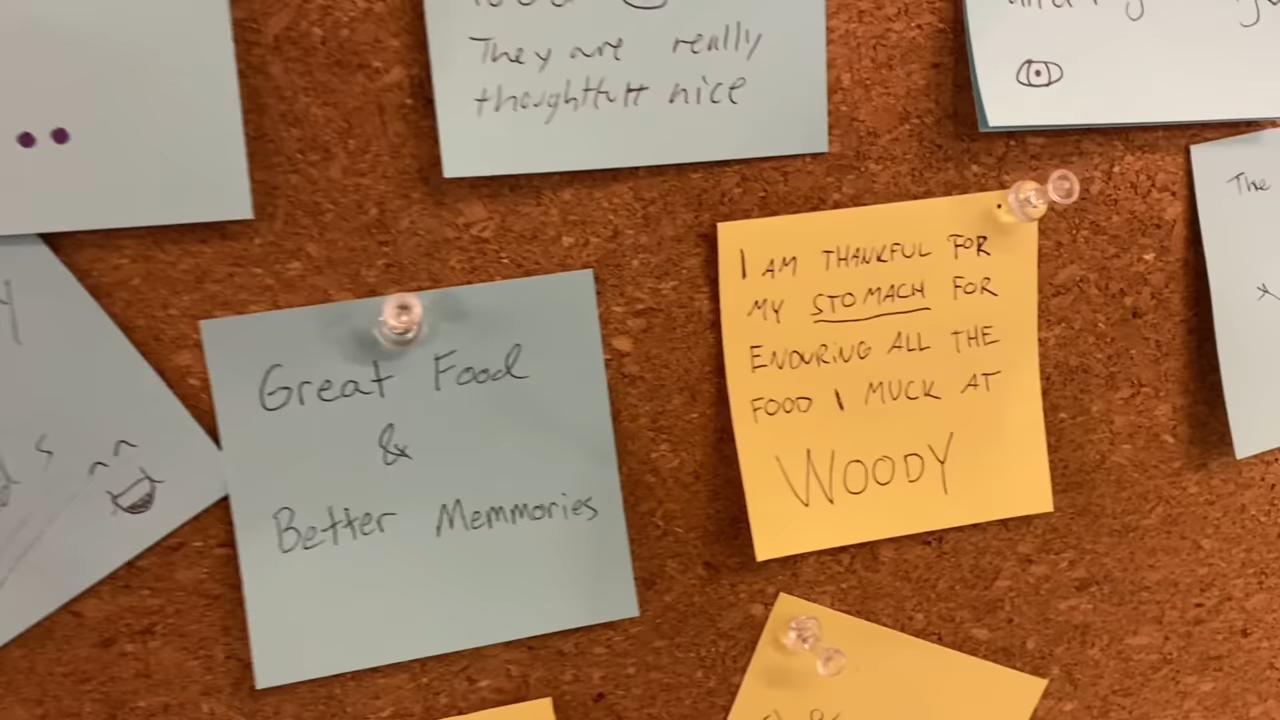 They are really
thoughtfutt nice
Great Food
&
Better Memmories
I AM THANKFUL FOR
MY STOMACH FOR
ENDURING ALL THE
FOOD I MUCK AT
WOODY
The